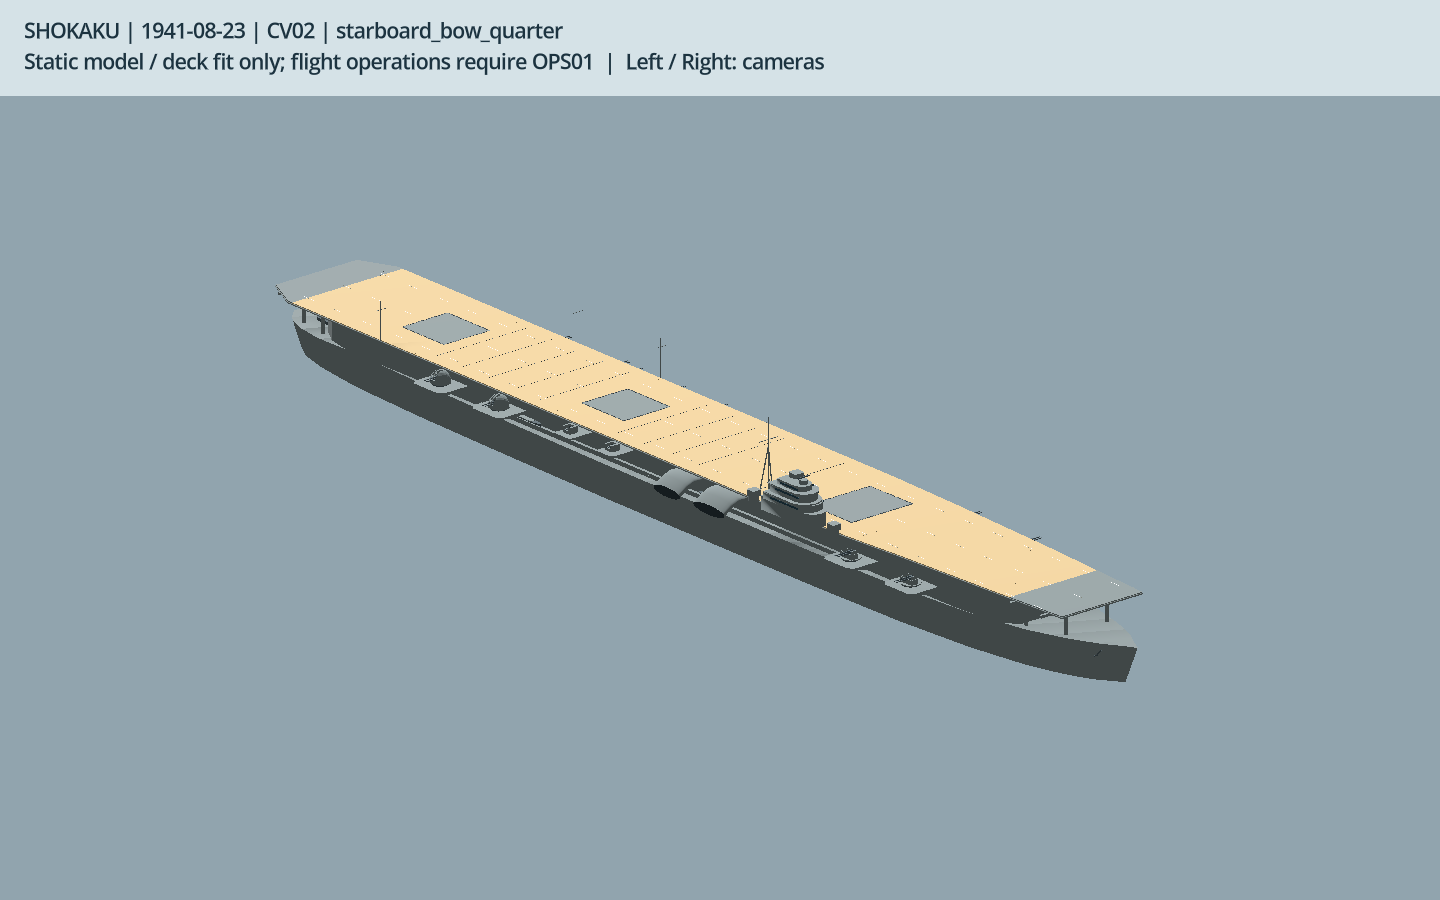 SHOKAKU | 1941-08-23 | CV02 | starboard_bow_quarter
Static model / deck fit only; flight operations require OPS01 | Left / Right: cameras